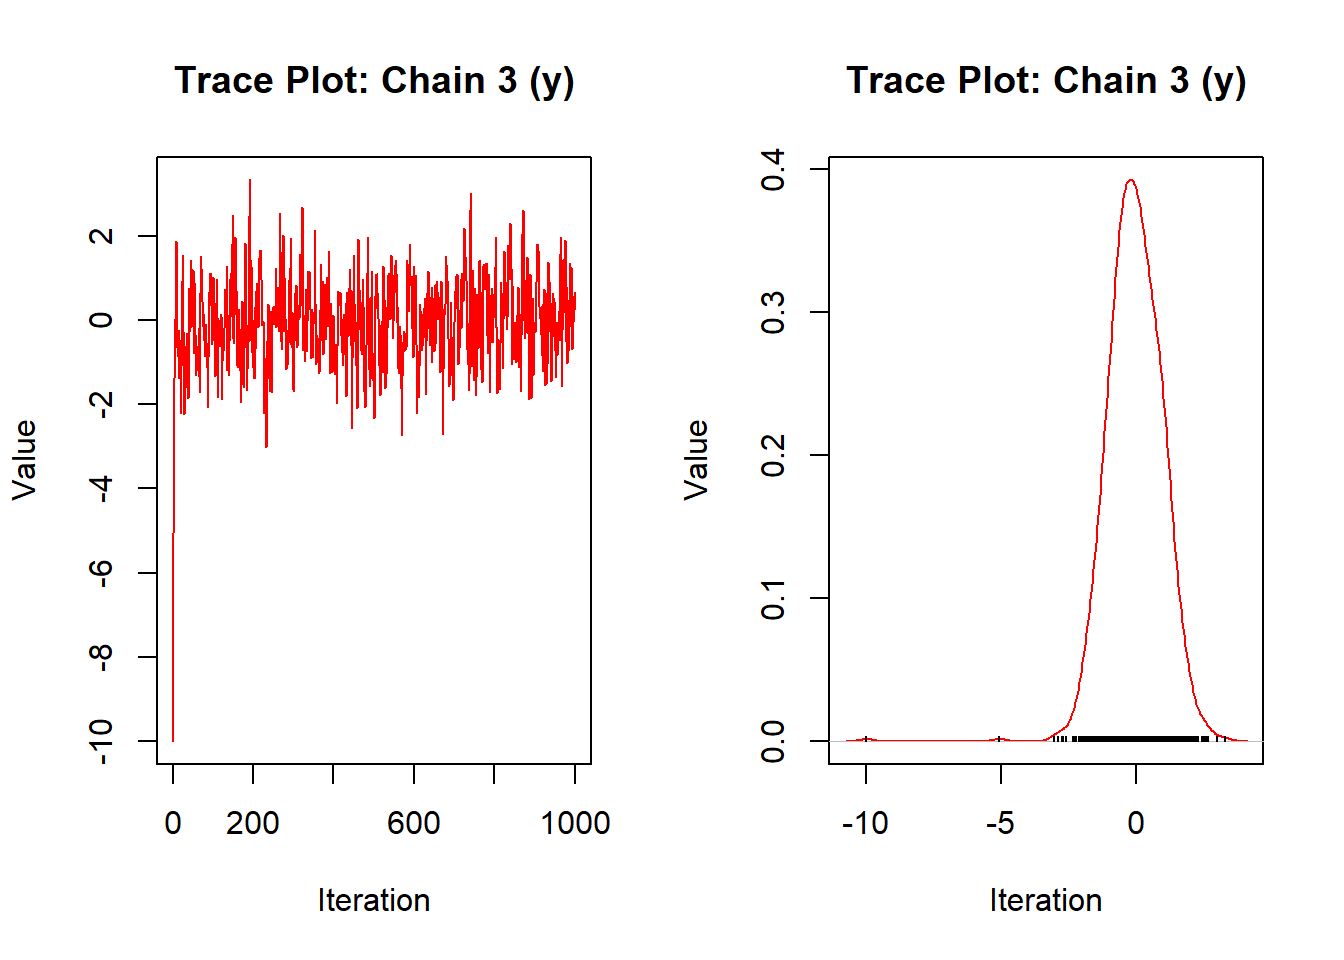 Trace Plot: Chain 3 (y)
Value
2
0
-2
-4
-6
-8
-10
0 200 600 1000
Iteration
Trace Plot: Chain 3 (y)
Value
0.4
0.3
0.2
0.1
0.0
-10 -5 0
Iteration